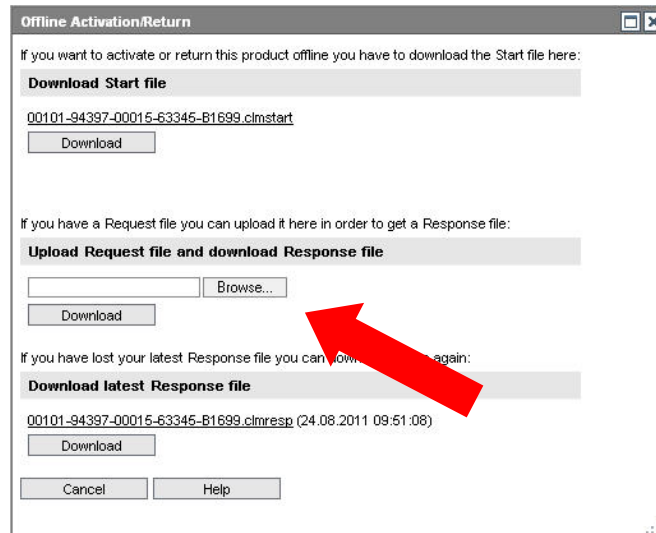 Offline Activation/Return
If you want to activate or return this product offline you have to download the Start file here:
Download Start file
00101-94397-00015-63345-B1699.clmstart
Download
If you have a Request file you can upload it here in order to get a Response file:
Upload Request file and download Response file
Browse...
Download
If you have lost your latest Response file you can again:
Download latest Response file
00101-94397-00015-63345-B1699.clmresp (24.08.2011 09:51:08)
Download
Cancel Help